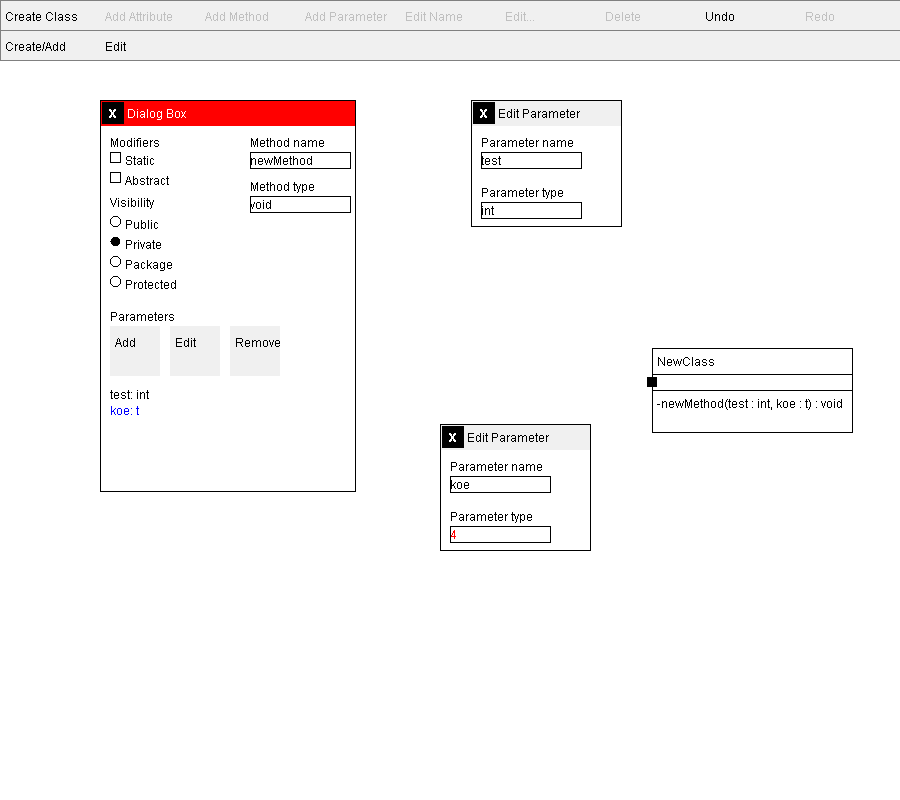 Create Class Add Attribute Add Method Add Parameter Edit Name Edit... Delete Undo Redo
Create/Add Edit
X Dialog Box
Modifiers
Static
Abstract
Visibility
Public
Private
Package
Protected
Method name
newMethod
Method type
void
Parameters
Add Edit Remove
test: int
koe: t
X Edit Parameter
Parameter name
test
Parameter type
int
X Edit Parameter
Parameter name
koe
Parameter type
4
NewClass
-newMethod(test : int, koe : t) : void